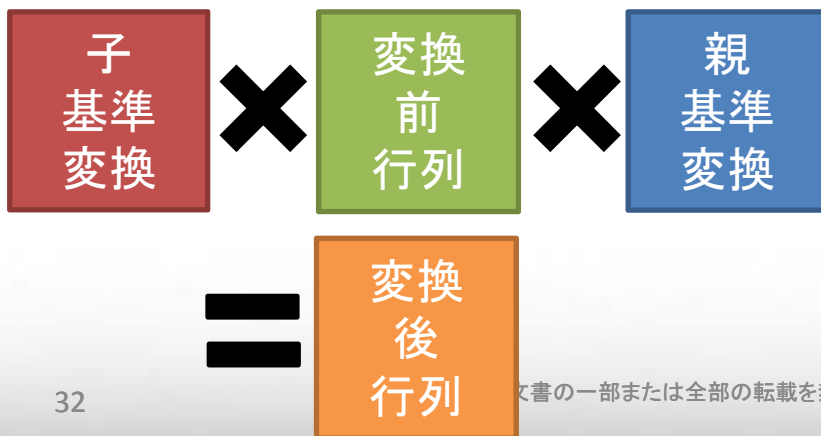 子
基準
変換
×
変換
前
行列
×
親
基準
変換
=
変換
後
行列
32
書の一部または全部の転載を